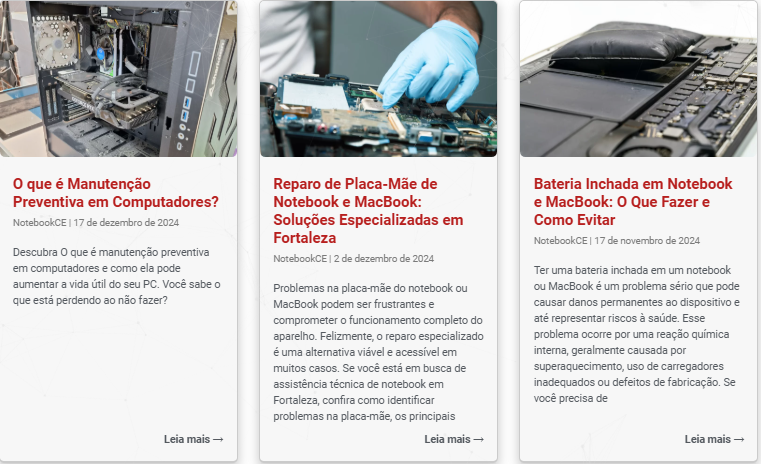 O que é Manutenção
Preventiva em Computadores?
NotebookCE | 17 de dezembro de 2024
Descubra O que é manutenção preventiva
em computadores e como ela pode
aumentar a vida útil do seu PC. Você sabe o
que está perdendo ao não fazer?
Leia mais →
Reparo de Placa-Mãe de
Notebook e MacBook:
Soluções Especializadas em
Fortaleza
NotebookCE | 2 de dezembro de 2024
Problemas na placa-mãe do notebook ou
MacBook podem ser frustrantes e
comprometer o funcionamento completo do
aparelho. Felizmente, o reparo especializado
é uma alternativa viável e acessível em
muitos casos. Se você está em busca de
assistência técnica de notebook em
Fortaleza, confira como identificar
problemas na placa-mãe, os principais
Leia mais →
Bateria Inchada em Notebook
e MacBook: O Que Fazer e
Como Evitar
NotebookCE | 17 de novembro de 2024
Ter uma bateria inchada em um notebook
ou MacBook é um problema sério que pode
causar danos permanentes ao dispositivo e
até representar riscos à saúde. Esse
problema ocorre por uma reação química
interna, geralmente causada por
superaquecimento, uso de carregadores
inadequados ou defeitos de fabricação. Se
você precisa de
Leia mais →